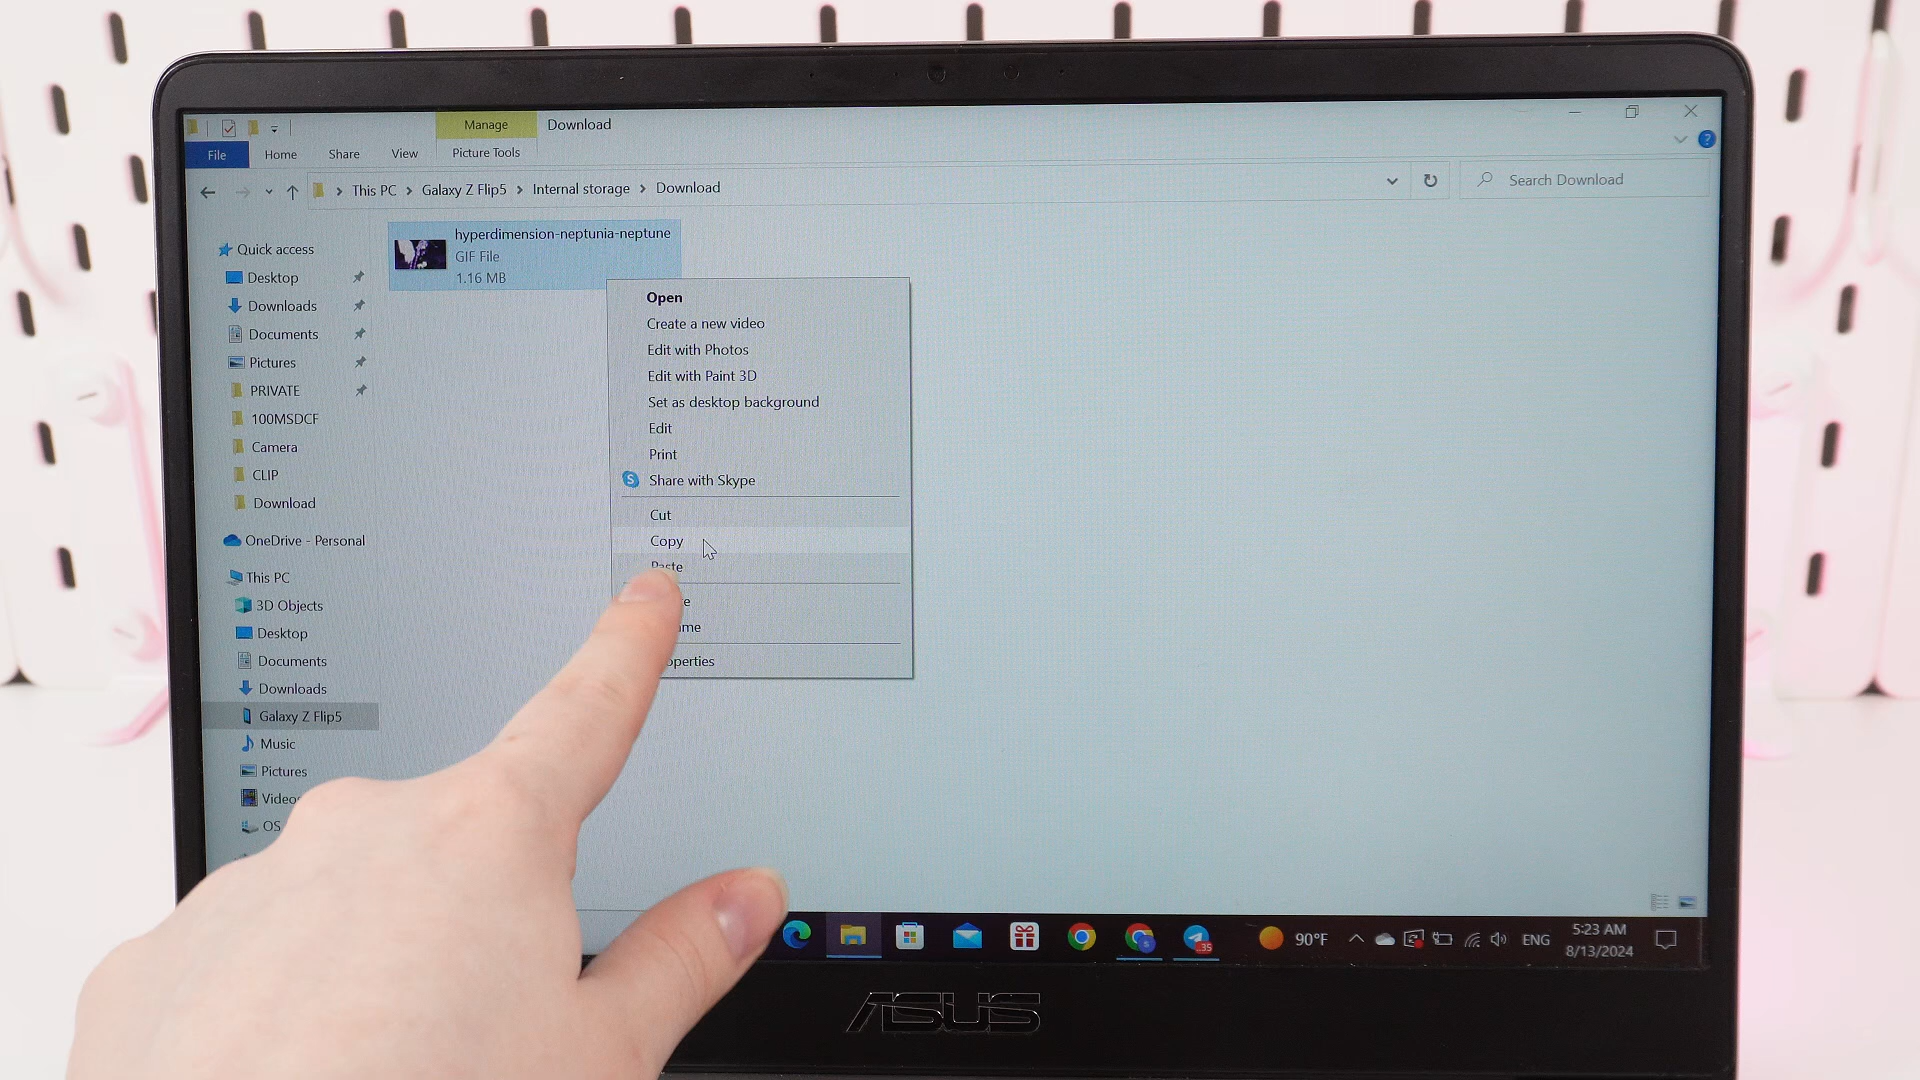 Manage
Download
File
Home
Share
View
Picture Tools
This PC
Galaxy Z Flip5
Internal storage
Download
Search Download
?
Quick access
Desktop
Downloads
Documents
Pictures
PRIVATE
100MSDCF
Camera
CLIP
Download
OneDrive - Personal
This PC
3D Objects
Desktop
Documents
Downloads
Galaxy Z Flip5
Music
Pictures
Videos
OS
hyperdimension-neptunia-neptune
GIF File
1.16 MB
Open
Create a new video
Edit with Photos
Edit with Paint 3D
Set as desktop background
Edit
Print
S
Share with Skype
Cut
Copy
Paste
35
90°F
ENG
5:23 AM
8/13/2024
ASUS